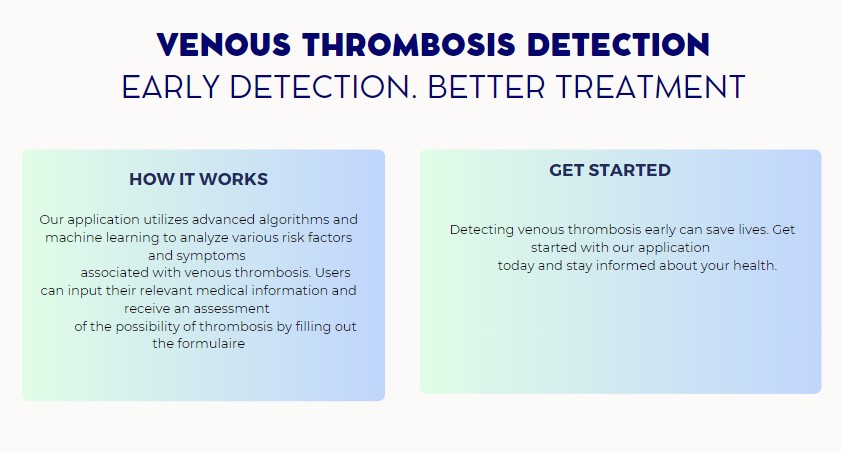 VENOUS THROMBOSIS DETECTION
EARLY DETECTION. BETTER TREATMENT
HOW IT WORKS
Our application utilizes advanced algorithms and
machine learning to analyze various risk factors
and symptoms
associated with venous thrombosis. Users
can input their relevant medical information and
receive an assessment
of the possibility of thrombosis by filling out
the formulaire
GET STARTED
Detecting venous thrombosis early can save lives. Get
started with our application
today and stay informed about your health.